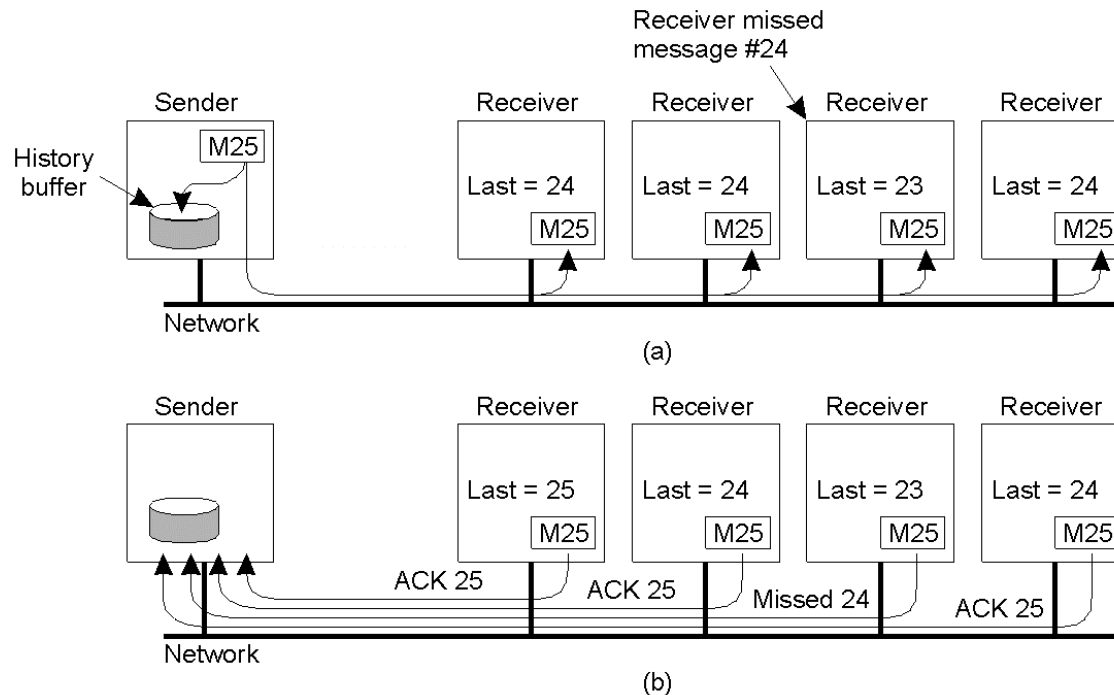 Receiver missed
message #24
Sender
Receiver
Receiver
Receiver
Receiver
M25
History
buffer
Last = 24
Last = 24
Last = 23
Last = 24
M25
M25
M25
M25
Network
(a)
Sender
Receiver
Receiver
Receiver
Receiver
Last = 25
Last = 24
Last = 23
Last = 24
M25
M25
M25
M25
ACK 25
ACK 25
Missed 24
ACK 25
Network
(b)